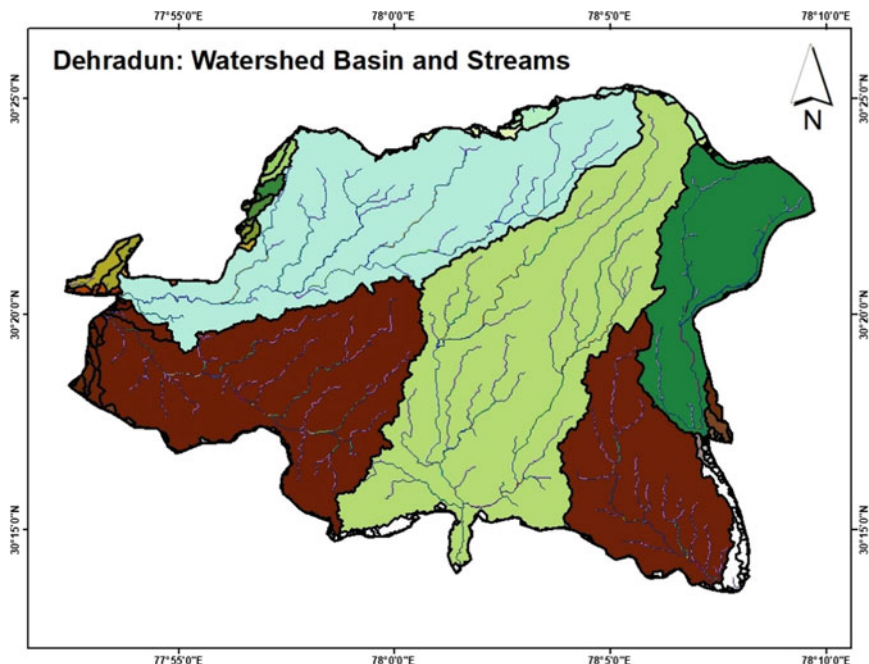 77°55'0"E 78°0'0"E 78°5'0"E 78°10'0"E
Dehradun: Watershed Basin and Streams
N
30°25'0"N 30°25'0"N
30°20'0"N 30°20'0"N
30°15'0"N 30°15'0"N
77°55'0"E 78°0'0"E 78°5'0"E 78°10'0"E